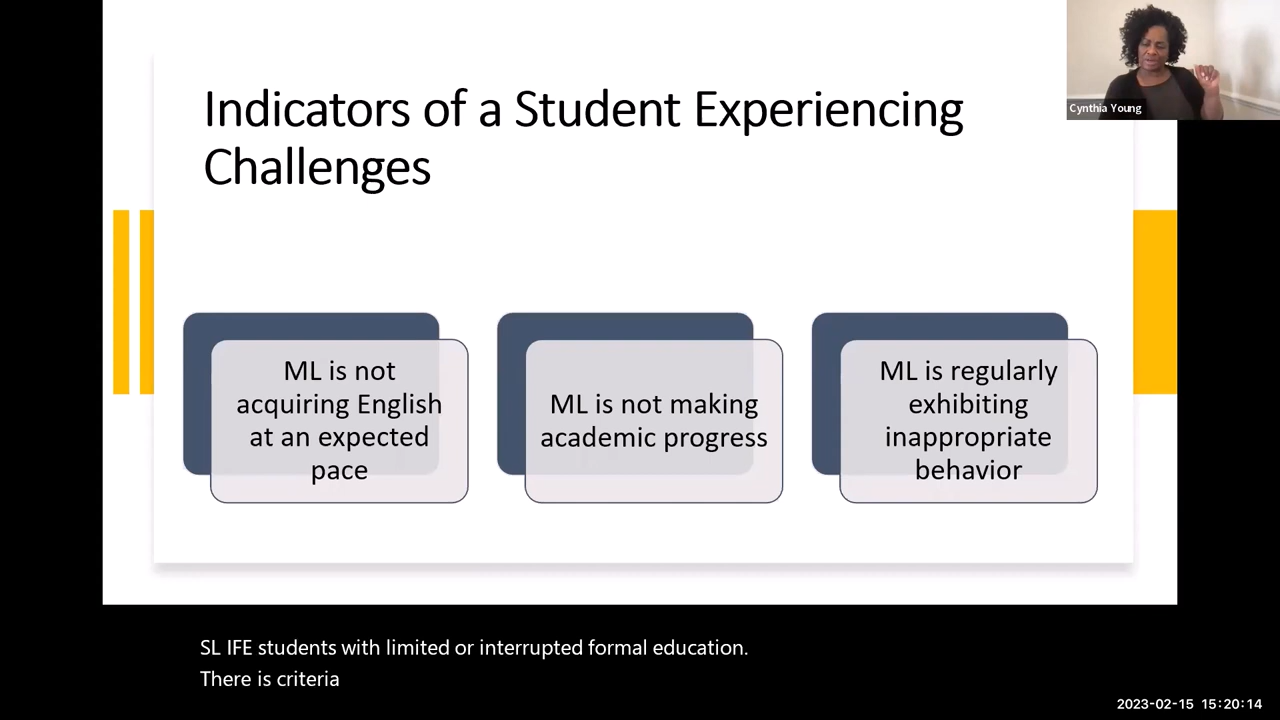 Indicators of a Student Experiencing
Challenges
Cynthia Young
ML is not
acquiring English
at an expected
pace
ML is not making
academic progress
ML is regularly
exhibiting
inappropriate
behavior
SL IFE students with limited or interrupted formal education.
There is criteria
2023-02-15 15:20:14